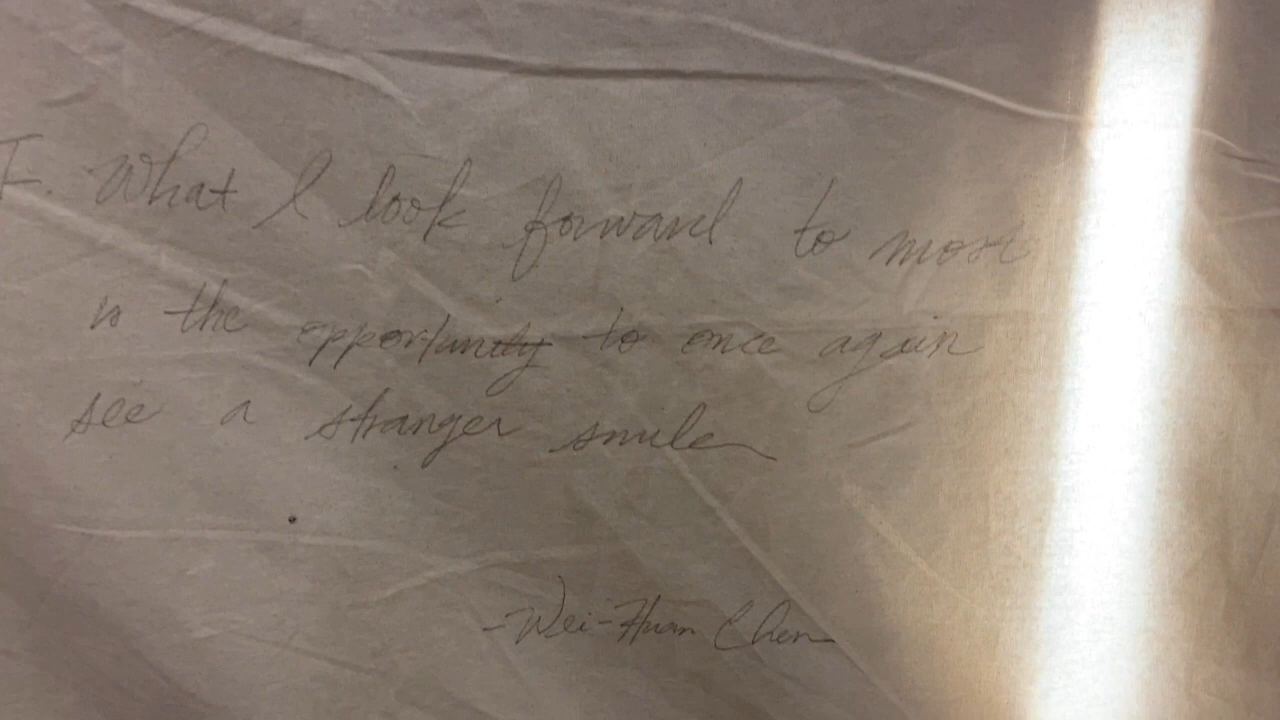 F. What I look forward to most
is the opportunity to once again
see a stranger smile
-Wei-Huan Chen